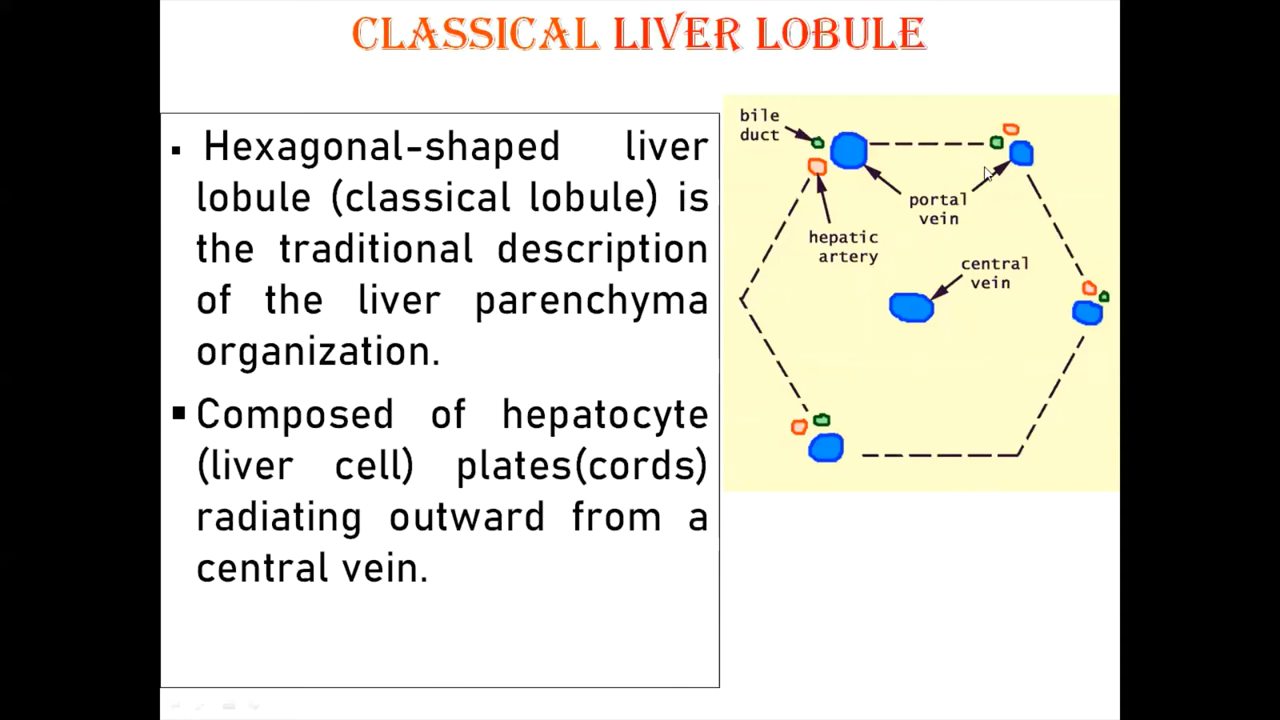 CLASSICAL LIVER LOBULE
▪ Hexagonal-shaped liver
lobule (classical lobule) is
the traditional description
of the liver parenchyma
organization.
▪ Composed of hepatocyte
(liver cell) plates(cords)
radiating outward from a
central vein.
bile
duct
portal
vein
hepatic
artery
central
vein